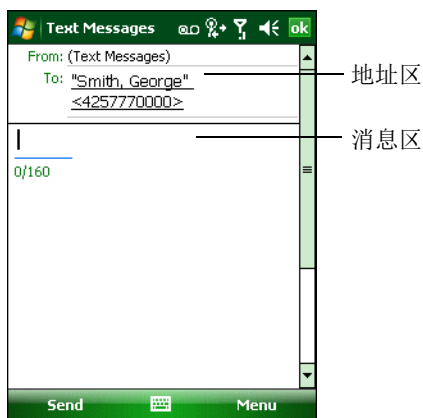 Text Messages ok
From: (Text Messages)
To: "Smith, George"
<4257770000>
地址区
消息区
0/160
Send Menu